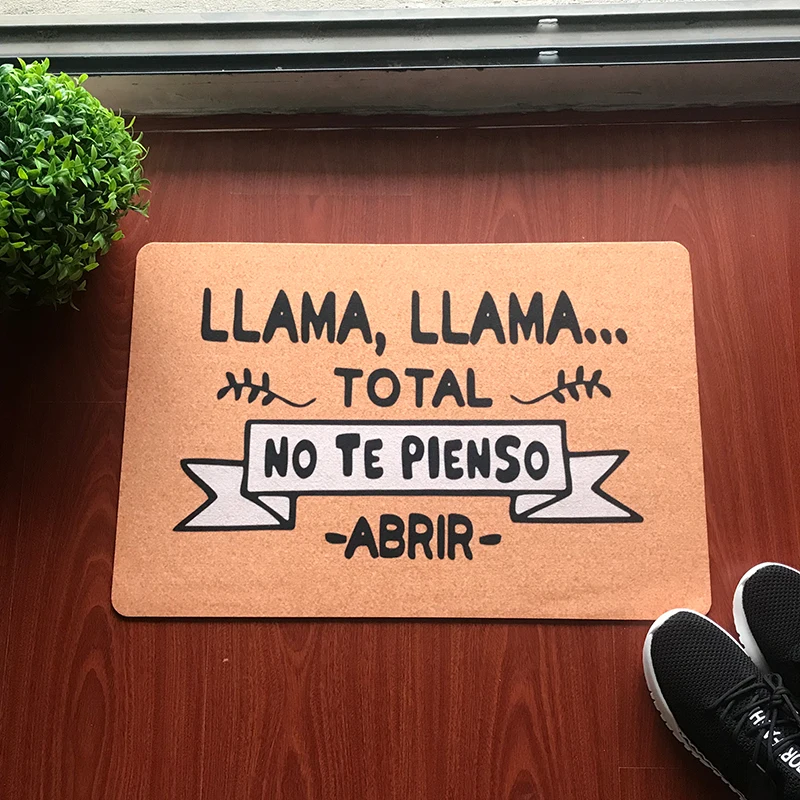 LLAMA, LLAMA...
TOTAL
NO TE PIENSO
-ABRIR-